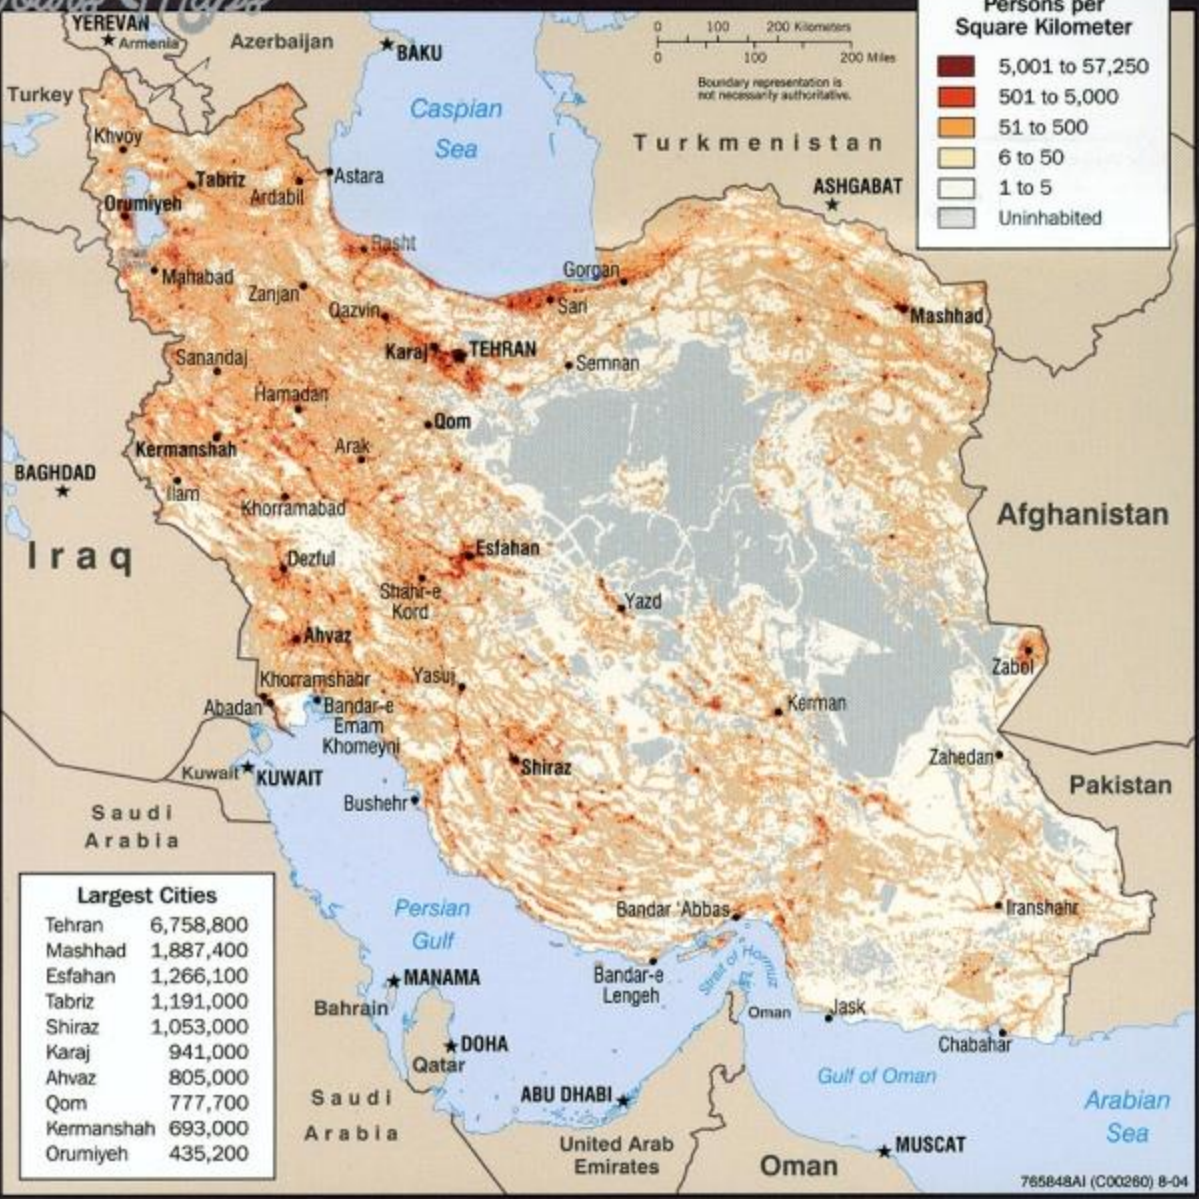 YEREVAN
Armenia
Azerbaijan
BAKU
Turkey
Caspian
Sea
0 100 200 Kilometers
0 100 200 Miles
Boundary representation is
not necessarily authoritative.
Persons per
Square Kilometer
5,001 to 57,250
501 to 5,000
51 to 500
6 to 50
1 to 5
Uninhabited
Turkmenistan
ASHGABAT
Khvoy
Tabriz
Ardabil
Astara
Orumiyeh
Rasht
Mahabad
Zanjan
Qazvin
Gorgan
Sari
Mashhad
Karaj
TEHRAN
Semnan
Sanandaj
Hamadan
Qom
Kermanshah
Arak
BAGHDAD
Ilam
Khorramabad
Afghanistan
Iraq
Dezful
Esfahan
Shahr-e
Kord
Yazd
Ahvaz
Zabol
Khorramshahr
Yasuj
Abadan
Bandar-e
Emam
Khomeyni
Kerman
Zahedan
Kuwait
KUWAIT
Shiraz
Bushehr
Pakistan
Saudi
Arabia
Largest Cities
Tehran 6,758,800
Mashhad 1,887,400
Esfahan 1,266,100
Tabriz 1,191,000
Shiraz 1,053,000
Karaj 941,000
Ahvaz 805,000
Qom 777,700
Kermanshah 693,000
Orumiyeh 435,200
Persian
Gulf
Bandar 'Abbas
Iranshahr
Bandar-e
Lengeh
Strait of Hormuz
MANAMA
Bahrain
Oman
Jask
Chabahar
DOHA
Qatar
Gulf of Oman
Saudi
Arabia
ABU DHABI
Arabian
Sea
United Arab
Emirates
Oman
MUSCAT
765848AI (C00260) 8-04